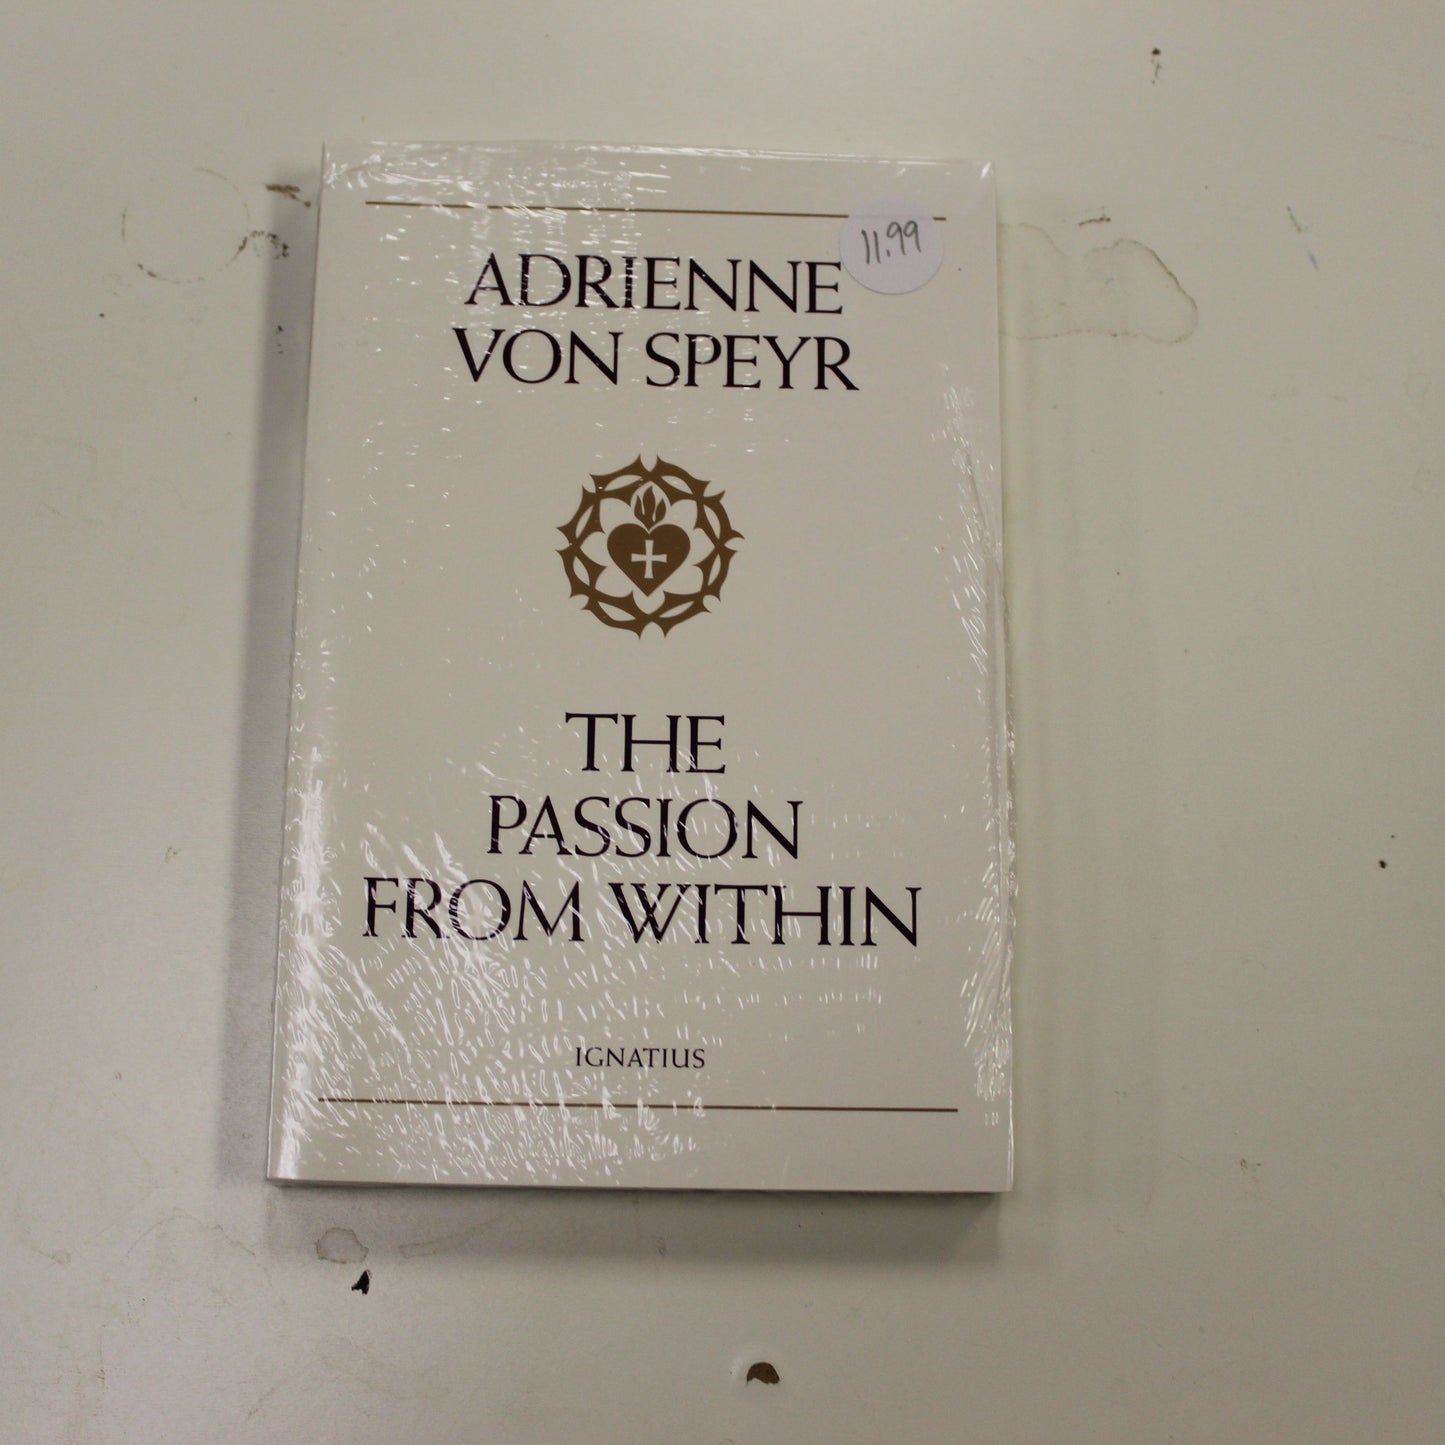 11.99
ADRIENNE
VON SPEYR
THE
PASSION
FROM WITHIN
IGNATIUS